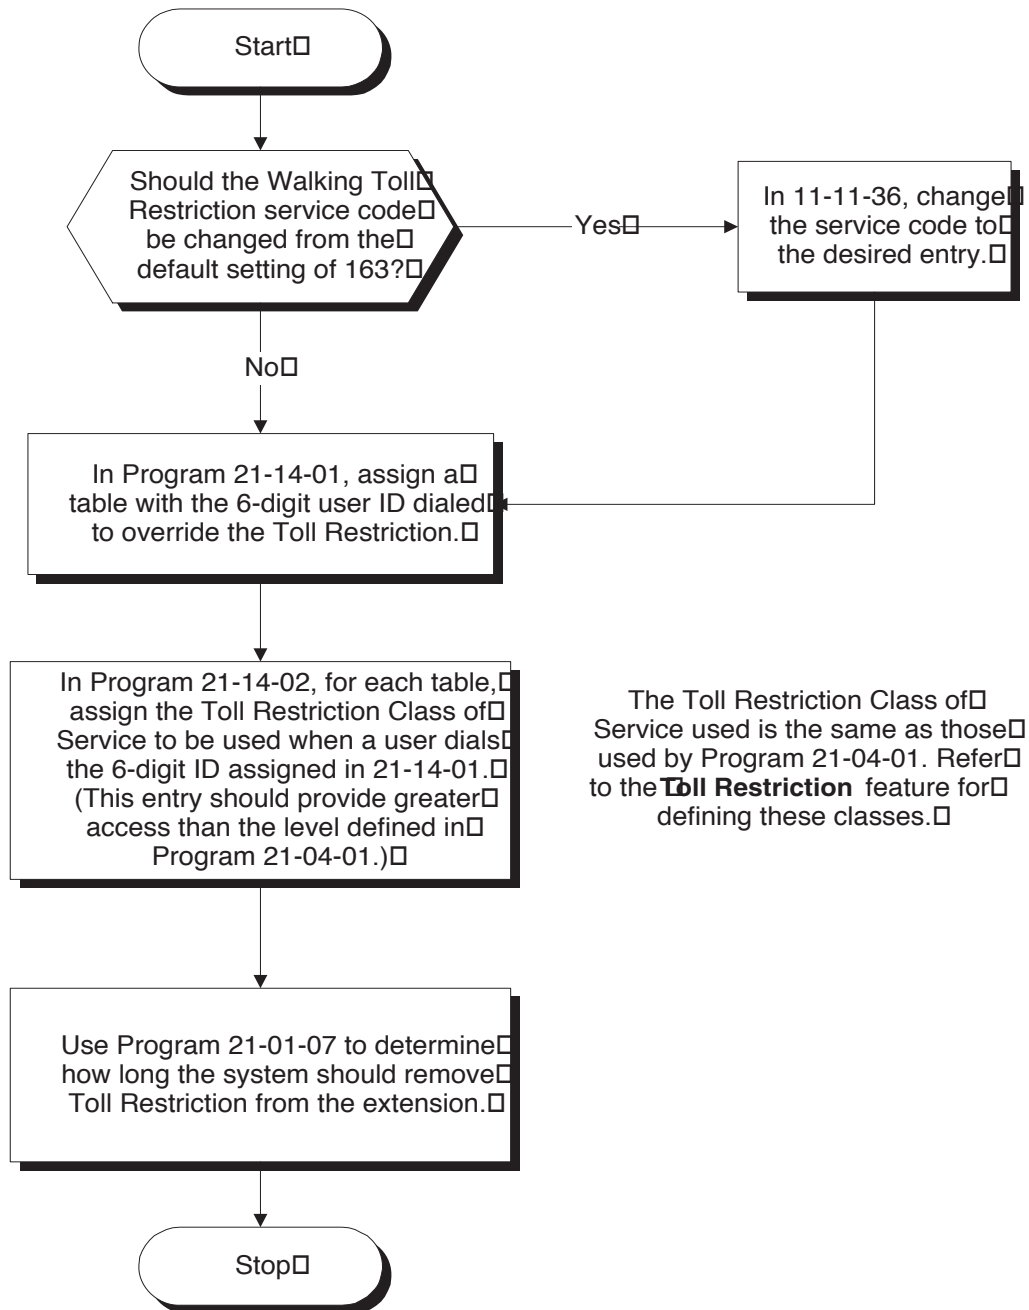 Start
Should the Walking Toll
Restriction service code
be changed from the
default setting of 163?
Yes
In 11-11-36, change
the service code to
the desired entry.
No
In Program 21-14-01, assign a
table with the 6-digit user ID dialed
to override the Toll Restriction.
In Program 21-14-02, for each table,
assign the Toll Restriction Class of
Service to be used when a user dials
the 6-digit ID assigned in 21-14-01.
(This entry should provide greater
access than the level defined in
Program 21-04-01.)
The Toll Restriction Class of
Service used is the same as those
used by Program 21-04-01. Refer
to the Toll Restriction feature for
defining these classes.
Use Program 21-01-07 to determine
how long the system should remove
Toll Restriction from the extension.
Stop